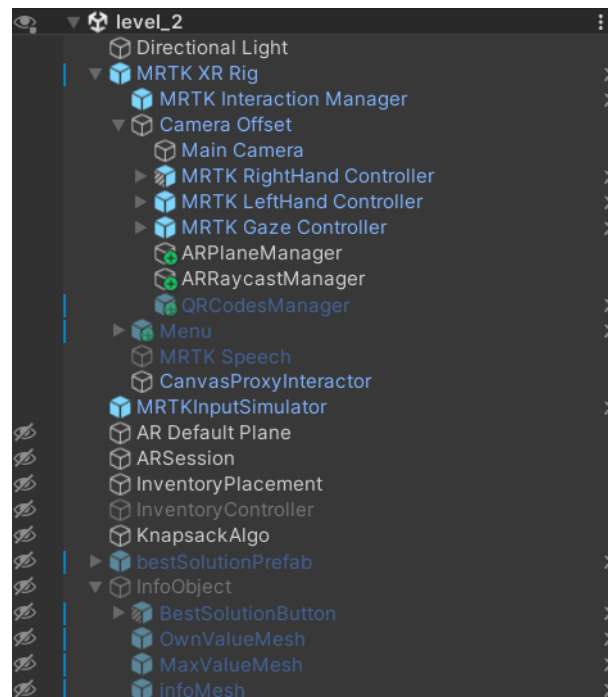 level_2
Directional Light
MRTK XR Rig
MRTK Interaction Manager
Camera Offset
Main Camera
MRTK RightHand Controller
MRTK LeftHand Controller
MRTK Gaze Controller
ARPlaneManager
ARRaycastManager
QRCodesManager
Menu
MRTK Speech
CanvasProxyInteractor
MRTKInputSimulator
AR Default Plane
ARSession
InventoryPlacement
InventoryController
KnapsackAlgo
bestSolutionPrefab
InfoObject
BestSolutionButton
OwnValueMesh
MaxValueMesh
infoMesh